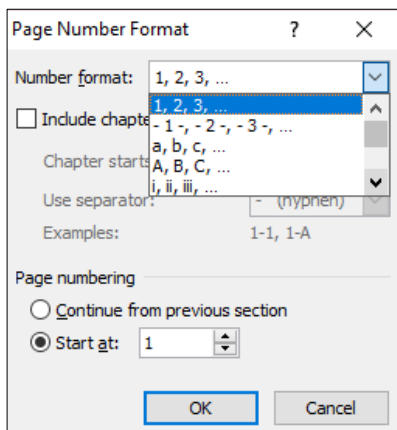 Page Number Format ? ×
Number format: 1, 2, 3, ...
1, 2, 3, ...
- 1 -, - 2 -, - 3 -, ...
a, b, c, ...
A, B, C, ...
i, ii, iii, ...
Include chapte
Chapter starts
Use separator: - (hyphen)
Examples: 1-1, 1-A
Page numbering
Continue from previous section
Start at: 1
OK Cancel